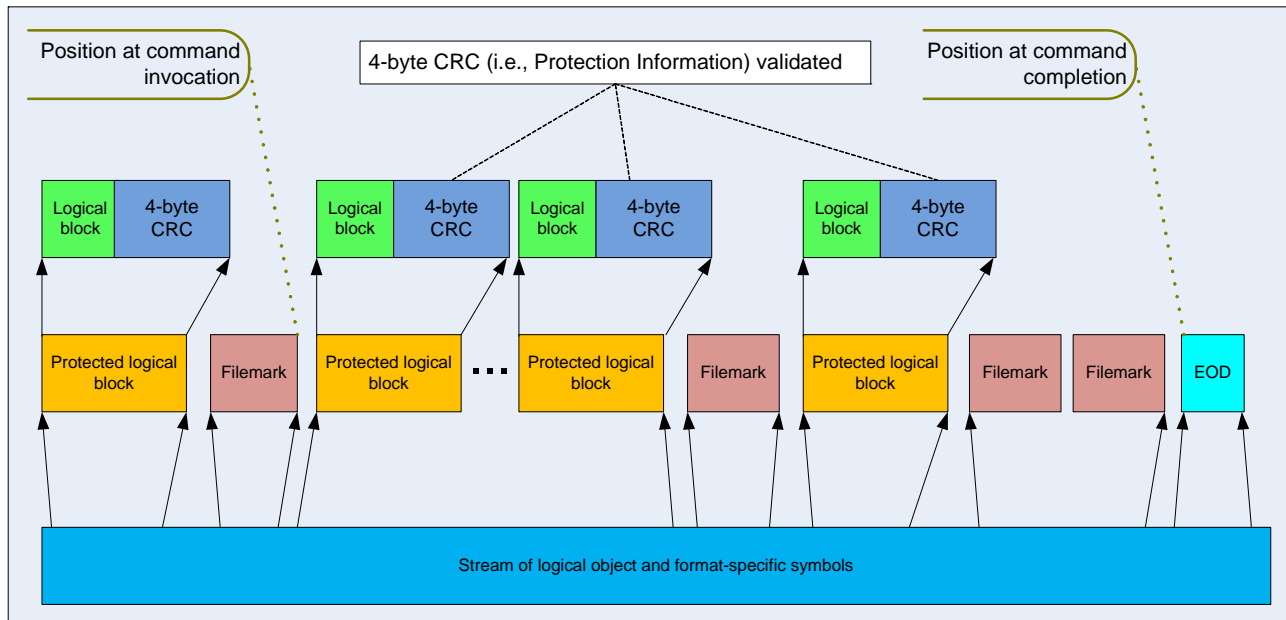 Position at command
invocation
4-byte CRC (i.e., Protection Information) validated
Position at command
completion
Logical
block
4-byte
CRC
Logical
block
4-byte
CRC
Logical
block
4-byte
CRC
Logical
block
4-byte
CRC
Protected logical
block
Filemark
Protected logical
block
Protected logical
block
Filemark
Protected logical
block
Filemark
Filemark
EOD
Stream of logical object and format-specific symbols